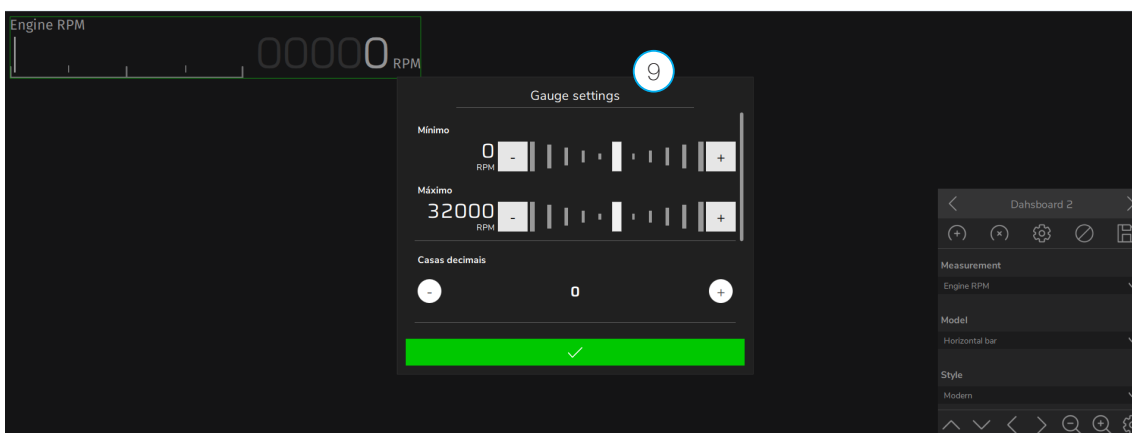 Engine RPM
00000 RPM
9
Gauge settings
Mínimo
0
RPM
- +
Máximo
32000
RPM
- +
Casas decimais
- 0 +
Dahsboard 2
Measurement
Engine RPM
Model
Horizontal bar
Style
Modern